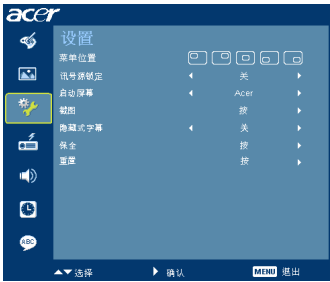 acer
设置
菜单位置
讯号源锁定 关
启动屏幕 Acer
截图 按
隐藏式字幕 关
保全 按
重置 按
ABC
选择 确认 MENU 退出